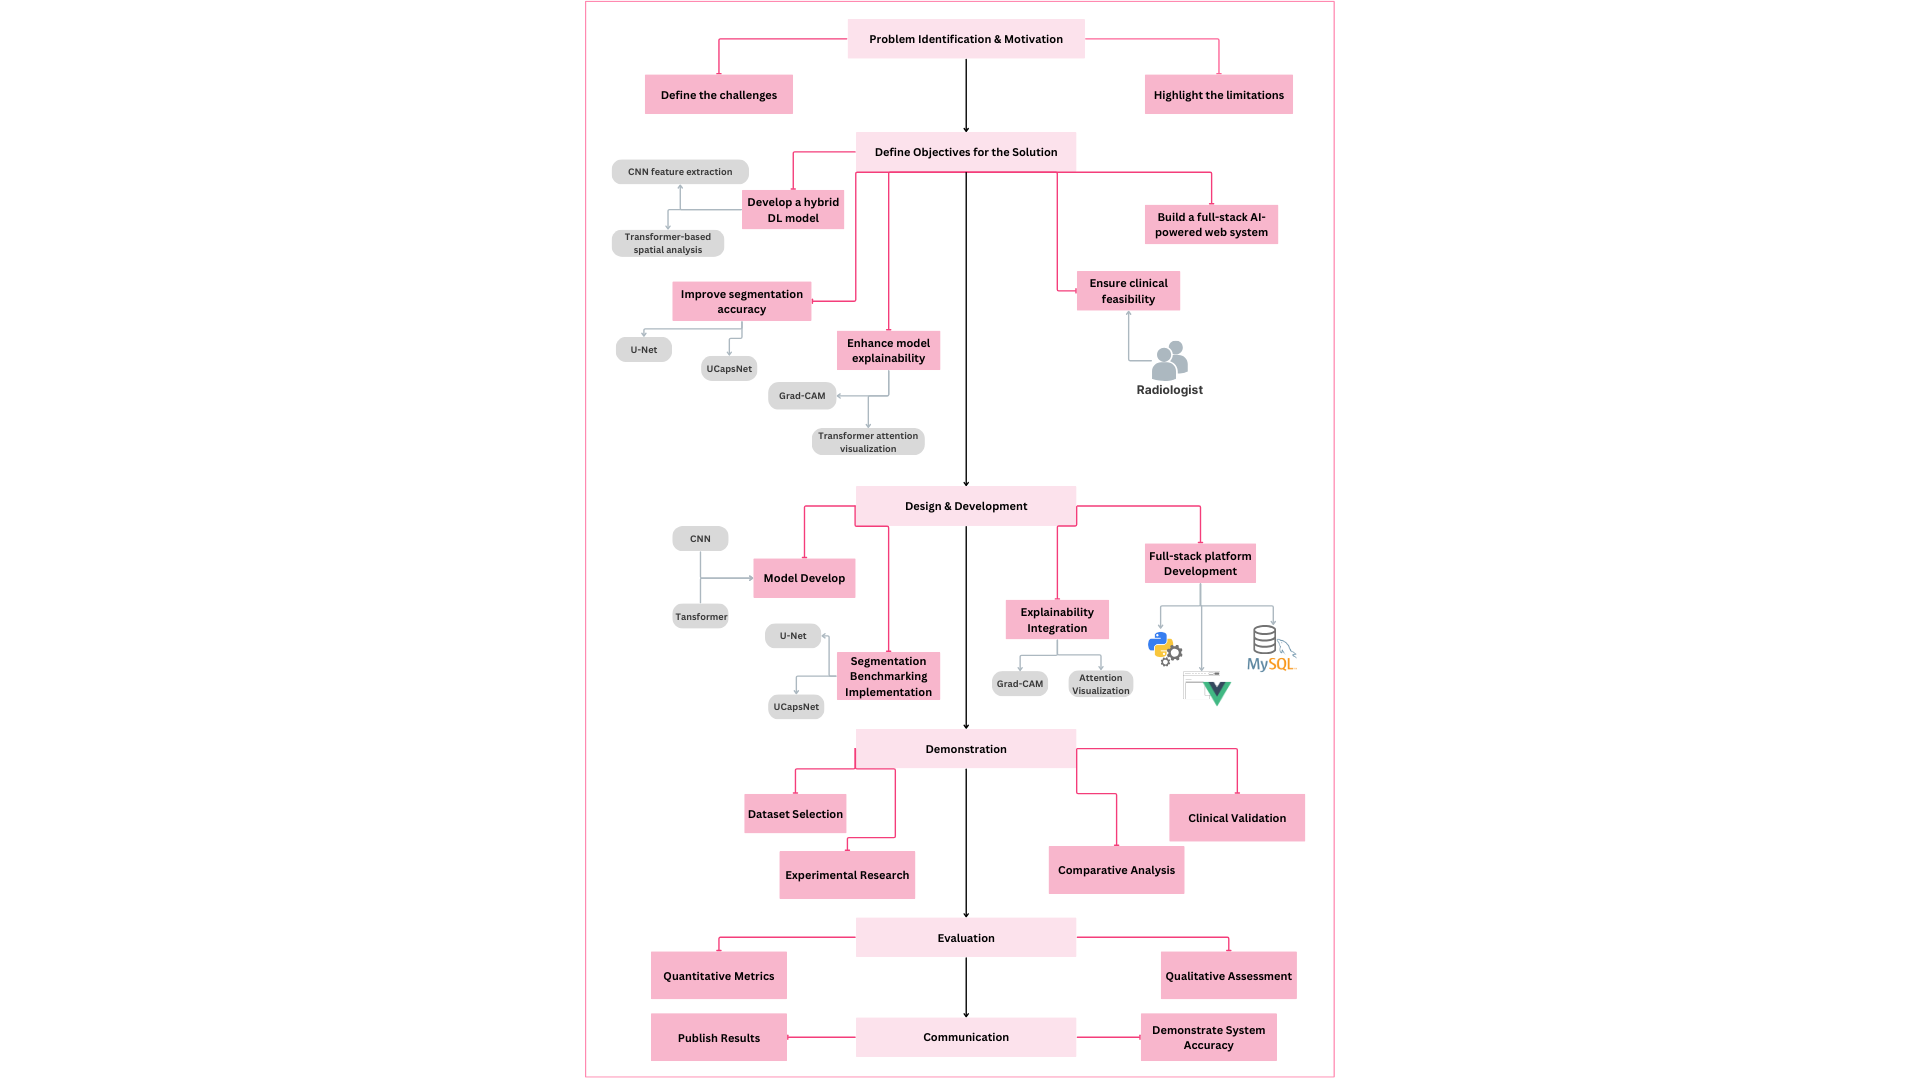 Problem Identification & Motivation
Define the challenges
Highlight the limitations
Define Objectives for the Solution
CNN feature extraction
Develop a hybrid
DL model
Transformer-based
spatial analysis
Build a full-stack AI-
powered web system
Improve segmentation
accuracy
Ensure clinical
feasibility
U-Net
UCapsNet
Enhance model
explainability
Grad-CAM
Transformer attention
visualization
Radiologist
Design & Development
CNN
Model Develop
Tansformer
Full-stack platform
Development
U-Net
Segmentation
Benchmarking
Implementation
UCapsNet
Explainability
Integration
Grad-CAM
Attention
Visualization
MySQL
Demonstration
Dataset Selection
Experimental Research
Clinical Validation
Comparative Analysis
Evaluation
Quantitative Metrics
Qualitative Assessment
Communication
Publish Results
Demonstrate System
Accuracy